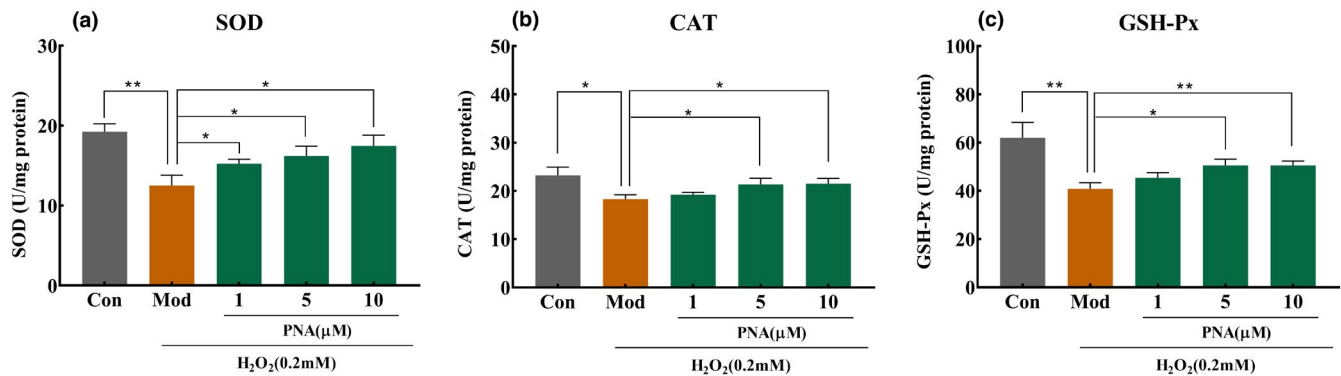 (a)
SOD
SOD (U/mg protein)
30
20
10
0
**
*
*
*
Con Mod 1 5 10
PNA(μM)
H₂O₂(0.2mM)
(b)
CAT
CAT (U/mg protein)
50
40
30
20
10
0
*
*
*
Con Mod 1 5 10
PNA(μM)
H₂O₂(0.2mM)
(c)
GSH-Px
GSH-Px (U/mg protein)
100
80
60
40
20
0
**
**
*
Con Mod 1 5 10
PNA(μM)
H₂O₂(0.2mM)